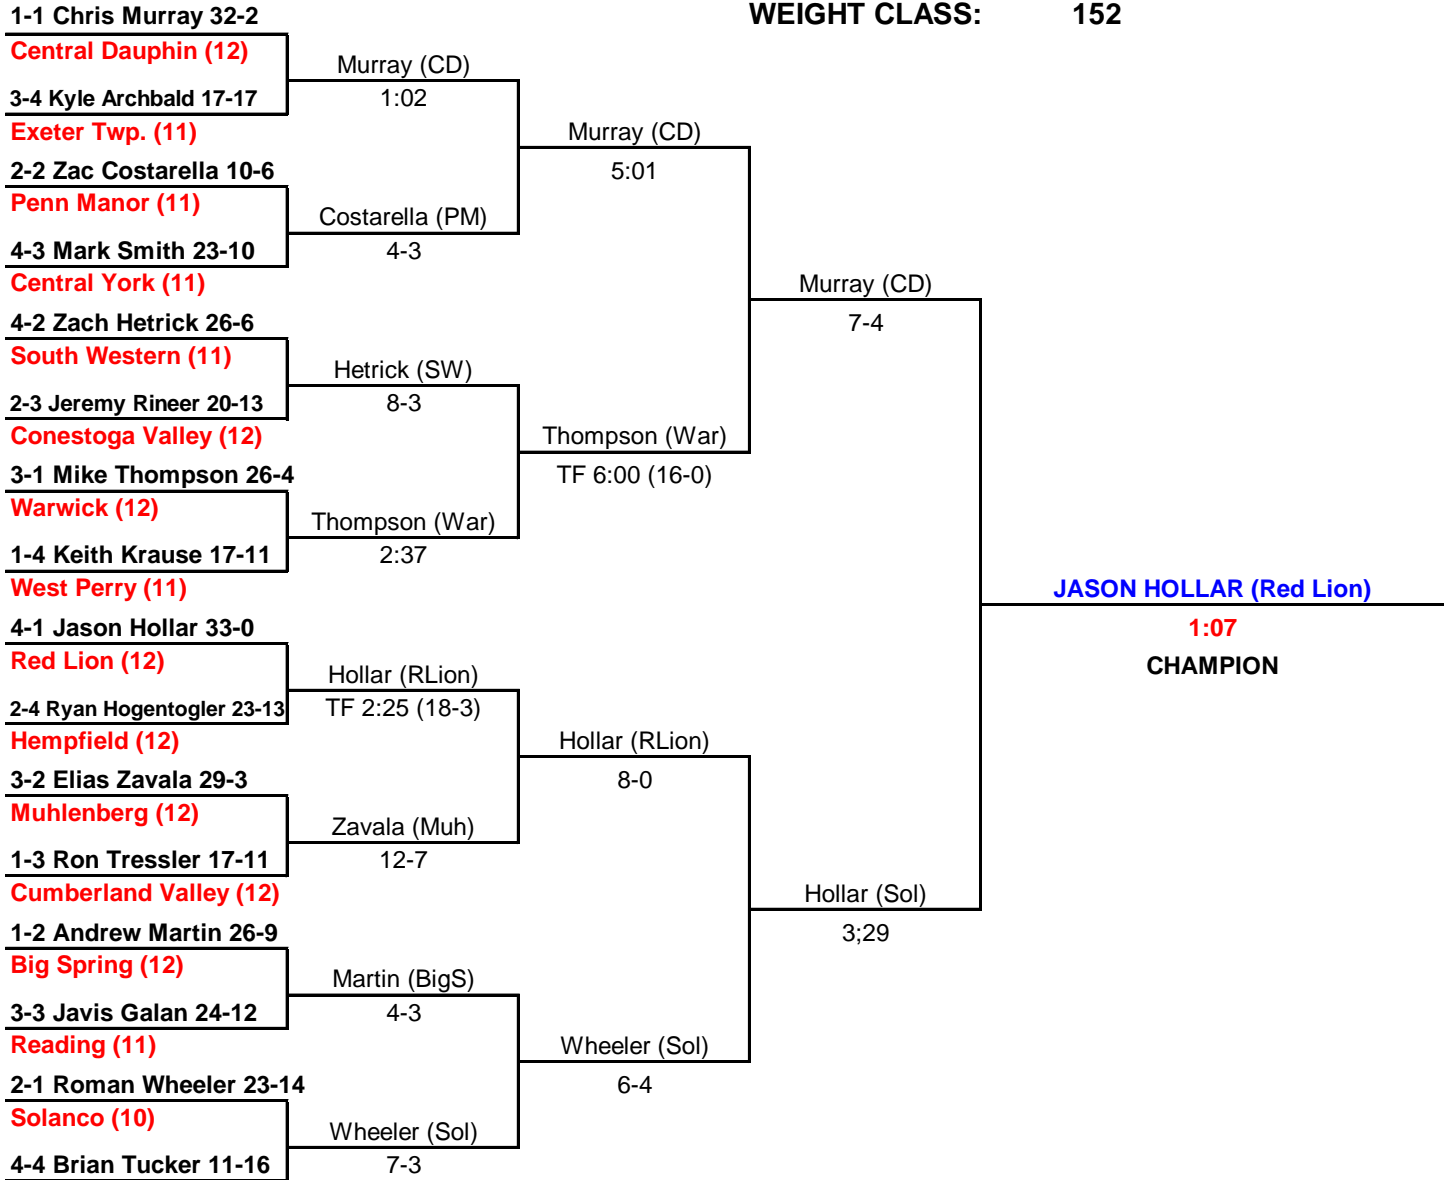 1-1 Chris Murray 32-2
WEIGHT CLASS: 152
Central Dauphin (12)
Murray (CD)
3-4 Kyle Archbald 17-17
1:02
Exeter Twp. (11)
Murray (CD)
2-2 Zac Costarella 10-6
5:01
Penn Manor (11)
Costarella (PM)
4-3 Mark Smith 23-10
4-3
Central York (11)
Murray (CD)
4-2 Zach Hetrick 26-6
7-4
South Western (11)
Hetrick (SW)
2-3 Jeremy Rineer 20-13
8-3
Conestoga Valley (12)
Thompson (War)
3-1 Mike Thompson 26-4
TF 6:00 (16-0)
Warwick (12)
Thompson (War)
1-4 Keith Krause 17-11
2:37
West Perry (11)
JASON HOLLAR (Red Lion)
4-1 Jason Hollar 33-0
1:07
Red Lion (12)
CHAMPION
Hollar (RLion)
2-4 Ryan Hogentogler 23-13
TF 2:25 (18-3)
Hempfield (12)
Hollar (RLion)
3-2 Elias Zavala 29-3
8-0
Muhlenberg (12)
Zavala (Muh)
1-3 Ron Tressler 17-11
12-7
Cumberland Valley (12)
Hollar (Sol)
1-2 Andrew Martin 26-9
3;29
Big Spring (12)
Martin (BigS)
3-3 Javis Galan 24-12
4-3
Reading (11)
Wheeler (Sol)
2-1 Roman Wheeler 23-14
6-4
Solanco (10)
Wheeler (Sol)
4-4 Brian Tucker 11-16
7-3